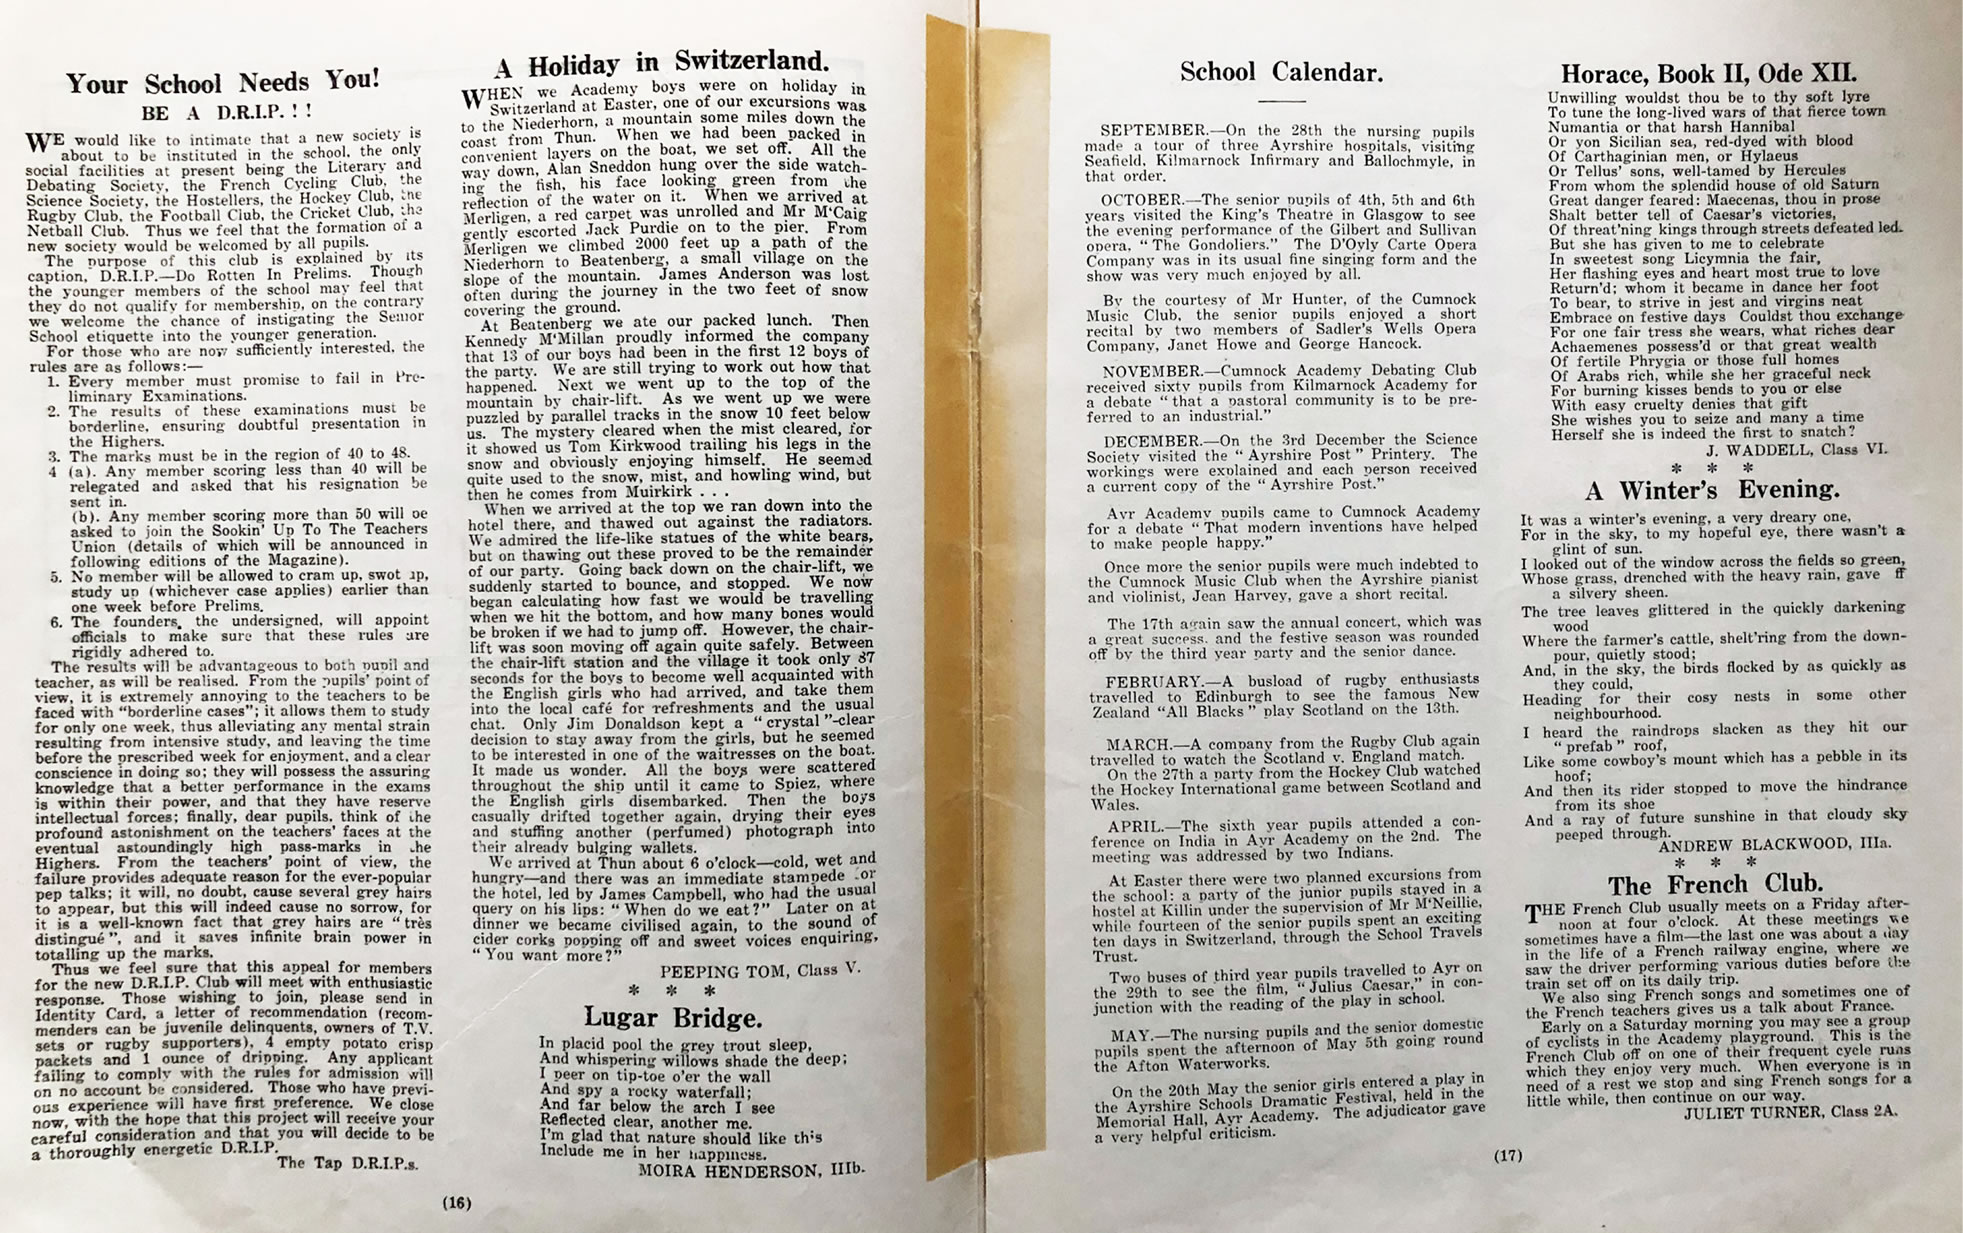 Your School Needs You!
BE A D.R.I.P.!!
WE would like to intimate that a new society is
about to be instituted in the school, the only
social facilities at present being the Literary and
Debating Society, the French Cycling Club, the
Science Society, the Hostellers, the Hockey Club, the
Rugby Club, the Football Club, the Cricket Club, the
Netball Club. Thus we feel that the formation of a
new society would be welcomed by all pupils.
The purpose of this club is explained by its
caption, D.R.I.P.—Do Rotten In Prelims. Though
the younger members of the school may feel that
they do not qualify for membership, on the contrary
we welcome the chance of instigating the Senior
School etiquette into the younger generation.
For those who are now sufficiently interested, the
rules are as follows:—
1. Every member must promise to fail in Pre-
liminary Examinations.
2. The results of these examinations must be
borderline, ensuring doubtful presentation in
the Highers.
3. The marks must be in the region of 40 to 48.
4 (a). Any member scoring less than 40 will be
relegated and asked that his resignation be
sent in.
(b). Any member scoring more than 50 will be
asked to join the Sookin' Up To The Teachers
Union (details of which will be announced in
following editions of the Magazine).
5. No member will be allowed to cram up, swot up,
study up (whichever case applies) earlier than
one week before Prelims.
6. The founders, the undersigned, will appoint
officials to make sure that these rules are
rigidly adhered to.
The results will be advantageous to both pupil and
teacher, as will be realised. From the pupils' point of
view, it is extremely annoying to the teachers to be
faced with "borderline cases"; it allows them to study
for only one week, thus alleviating any mental strain
resulting from intensive study, and leaving the time
before the prescribed week for enjoyment, and a clear
conscience in doing so; they will possess the assuring
knowledge that a better performance in the exams
is within their power, and that they have reserve
intellectual forces; finally, dear pupils, think of the
profound astonishment on the teachers' faces at the
eventual astoundingly high pass-marks in the
Highers. From the teachers' point of view, the
failure provides adequate reason for the ever-popular
pep talks; it will, no doubt, cause several grey hairs
to appear, but this will indeed cause no sorrow, for
it is a well-known fact that grey hairs are "très
distingué", and it saves infinite brain power in
totalling up the marks.
Thus we feel sure that this appeal for members
for the new D.R.I.P. Club will meet with enthusiastic
response. Those wishing to join, please send in
Identity Card, a letter of recommendation (recom-
menders can be juvenile delinquents, owners of T.V.
sets or rugby supporters), 4 empty potato crisp
packets and 1 ounce of dripping. Any applicant
failing to comply with the rules for admission will
on no account be considered. Those who have previ-
ous experience will have first preference. We close
now, with the hope that this project will receive your
careful consideration and that you will decide to be
a thoroughly energetic D.R.I.P.
The Tap D.R.I.P.s.
A Holiday in Switzerland.
WHEN we Academy boys were on holiday in
Switzerland at Easter, one of our excursions was
to the Niederhorn, a mountain some miles down the
coast from Thun. When we had been packed in
convenient layers on the boat, we set off. All the
way down, Alan Sneddon hung over the side watch-
ing the fish, his face looking green from the
reflection of the water on it. When we arrived at
Merligen, a red carpet was unrolled and Mr M'Caig
gently escorted Jack Purdie on to the pier. From
Merligen we climbed 2000 feet up a path of the
Niederhorn to Beatenberg, a small village on the
slope of the mountain. James Anderson was lost
often during the journey in the two feet of snow
covering the ground.
At Beatenberg we ate our packed lunch. Then
Kennedy M'Millan proudly informed the company
that 13 of our boys had been in the first 12 boys of
the party. We are still trying to work out how that
happened. Next we went up to the top of the
mountain by chair-lift. As we went up we were
puzzled by parallel tracks in the snow 10 feet below
us. The mystery cleared when the mist cleared, for
it showed us Tom Kirkwood trailing his legs in the
snow and obviously enjoying himself. He seemed
quite used to the snow, mist, and howling wind, but
then he comes from Muirkirk . . .
When we arrived at the top we ran down into the
hotel there, and thawed out against the radiators.
We admired the life-like statues of the white bears,
but on thawing out these proved to be the remainder
of our party. Going back down on the chair-lift, we
suddenly started to bounce, and stopped. We now
began calculating how fast we would be travelling
when we hit the bottom, and how many bones would
be broken if we had to jump off. However, the chair-
lift was soon moving off again quite safely. Between
the chair-lift station and the village it took only 87
seconds for the boys to become well acquainted with
the English girls who had arrived, and take them
into the local café for refreshments and the usual
chat. Only Jim Donaldson kept a "crystal"-clear
decision to stay away from the girls, but he seemed
to be interested in one of the waitresses on the boat.
It made us wonder. All the boys were scattered
throughout the ship until it came to Spiez, where
the English girls disembarked. Then the boys
casually drifted together again, drying their eyes
and stuffing another (perfumed) photograph into
their already bulging wallets.
We arrived at Thun about 6 o'clock—cold, wet and
hungry—and there was an immediate stampede for
the hotel, led by James Campbell, who had the usual
query on his lips: "When do we eat?" Later on at
dinner we became civilised again, to the sound of
cider corks popping off and sweet voices enquiring,
"You want more?"
PEEPING TOM, Class V.
* * *
Lugar Bridge.
In placid pool the grey trout sleep,
And whispering willows shade the deep;
I peer on tip-toe o'er the wall
And spy a rocky waterfall;
And far below the arch I see
Reflected clear, another me.
I'm glad that nature should like this
Include me in her happiness.
MOIRA HENDERSON, IIIb.
(16)
School Calendar.
SEPTEMBER.—On the 28th the nursing pupils
made a tour of three Ayrshire hospitals, visiting
Seafield, Kilmarnock Infirmary and Ballochmyle, in
that order.
OCTOBER.—The senior pupils of 4th, 5th and 6th
years visited the King's Theatre in Glasgow to see
the evening performance of the Gilbert and Sullivan
opera, "The Gondoliers." The D'Oyly Carte Opera
Company was in its usual fine singing form and the
show was very much enjoyed by all.
By the courtesy of Mr Hunter, of the Cumnock
Music Club, the senior pupils enjoyed a short
recital by two members of Sadler's Wells Opera
Company, Janet Howe and George Hancock.
NOVEMBER.—Cumnock Academy Debating Club
received sixty pupils from Kilmarnock Academy for
a debate "that a pastoral community is to be pre-
ferred to an industrial."
DECEMBER.—On the 3rd December the Science
Society visited the "Ayrshire Post" Printery. The
workings were explained and each person received
a current copy of the "Ayrshire Post."
Ayr Academy pupils came to Cumnock Academy
for a debate "That modern inventions have helped
to make people happy."
Once more the senior pupils were much indebted to
the Cumnock Music Club when the Ayrshire pianist
and violinist, Jean Harvey, gave a short recital.
The 17th again saw the annual concert, which was
a great success, and the festive season was rounded
off by the third year party and the senior dance.
FEBRUARY.—A busload of rugby enthusiasts
travelled to Edinburgh to see the famous New
Zealand "All Blacks" play Scotland on the 13th.
MARCH.—A company from the Rugby Club again
travelled to watch the Scotland v. England match.
On the 27th a party from the Hockey Club watched
the Hockey International game between Scotland and
Wales.
APRIL.—The sixth year pupils attended a con-
ference on India in Ayr Academy on the 2nd. The
meeting was addressed by two Indians.
At Easter there were two planned excursions from
the school: a party of the junior pupils stayed in a
hostel at Killin under the supervision of Mr M'Neillie,
while fourteen of the senior pupils spent an exciting
ten days in Switzerland, through the School Travels
Trust.
Two buses of third year pupils travelled to Ayr on
the 29th to see the film, "Julius Caesar," in con-
junction with the reading of the play in school.
MAY.—The nursing pupils and the senior domestic
pupils spent the afternoon of May 5th going round
the Afton Waterworks.
On the 20th May the senior girls entered a play in
the Ayrshire Schools Dramatic Festival, held in the
Memorial Hall, Ayr Academy. The adjudicator gave
a very helpful criticism.
Horace, Book II, Ode XII.
Unwilling wouldst thou be to thy soft lyre
To tune the long-lived wars of that fierce town
Numantia or that harsh Hannibal
Or yon Sicilian sea, red-dyed with blood
Of Carthaginian men, or Hylaeus
Or Tellus' sons, well-tamed by Hercules
From whom the splendid house of old Saturn
Great danger feared: Maecenas, thou in prose
Shalt better tell of Caesar's victories,
Of threat'ning kings through streets defeated led.
But she has given to me to celebrate
In sweetest song Licymnia the fair,
Her flashing eyes and heart most true to love
Return'd; whom it became in dance her foot
To bear, to strive in jest and virgins neat
Embrace on festive days Couldst thou exchange
For one fair tress she wears, what riches dear
Achaemenes possess'd or that great wealth
Of fertile Phrygia or those full homes
Of Arabs rich, while she her graceful neck
For burning kisses bends to you or else
With easy cruelty denies that gift
She wishes you to seize and many a time
Herself she is indeed the first to snatch?
J. WADDELL, Class VI.
* * *
A Winter's Evening.
It was a winter's evening, a very dreary one,
For in the sky, to my hopeful eye, there wasn't a
glint of sun.
I looked out of the window across the fields so green,
Whose grass, drenched with the heavy rain, gave ff
a silvery sheen.
The tree leaves glittered in the quickly darkening
wood
Where the farmer's cattle, shelt'ring from the down-
pour, quietly stood;
And, in the sky, the birds flocked by as quickly as
they could,
Heading for their cosy nests in some other
neighbourhood.
I heard the raindrops slacken as they hit our
"prefab" roof,
Like some cowboy's mount which has a pebble in its
hoof;
And then its rider stopped to move the hindrance
from its shoe
And a ray of future sunshine in that cloudy sky
peeped through.
ANDREW BLACKWOOD, IIIa.
* * *
The French Club.
THE French Club usually meets on a Friday after-
noon at four o'clock. At these meetings we
sometimes have a film—the last one was about a day
in the life of a French railway engine, where we
saw the driver performing various duties before the
train set off on its daily trip.
We also sing French songs and sometimes one of
the French teachers gives us a talk about France.
Early on a Saturday morning you may see a group
of cyclists in the Academy playground. This is the
French Club off on one of their frequent cycle runs
which they enjoy very much. When everyone is in
need of a rest we stop and sing French songs for a
little while, then continue on our way.
JULIET TURNER, Class 2A.
(17)